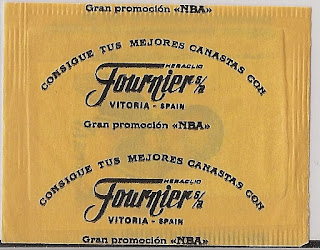 Gran promoción «NBA»
CONSIGUE TUS MEJORES CANASTAS CON
HERACLIO
Fournier S/A
VITORIA - SPAIN
Gran promoción «NBA»
CONSIGUE TUS MEJORES CANASTAS CON
HERACLIO
Fournier S/A
VITORIA - SPAIN
Gran promoción «NBA»